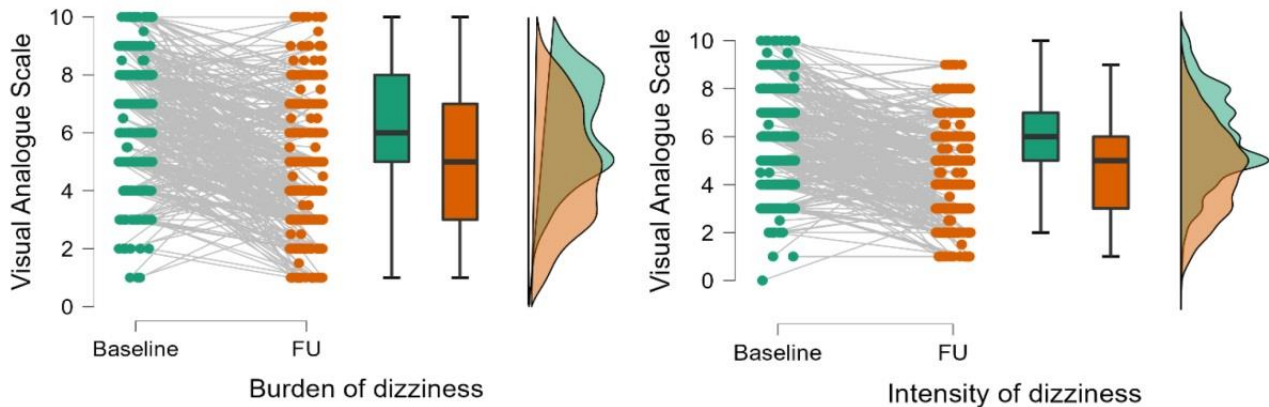 Visual Analogue Scale
10
8
6
4
2
0
Baseline
FU
Burden of dizziness
Visual Analogue Scale
10
8
6
4
2
0
Baseline
FU
Intensity of dizziness